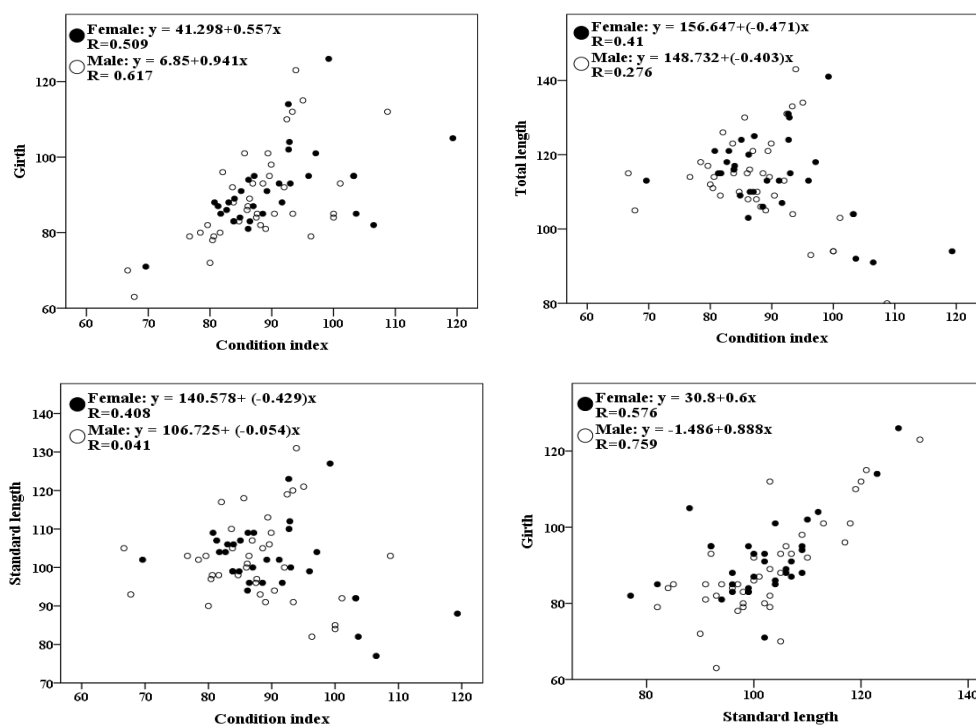 Female: y = 41.298+0.557x
R=0.509
Male: y = 6.85+0.941x
R= 0.617
Girth
120
100
80
60
60 70 80 90 100 110 120
Condition index
Female: y = 156.647+(-0.471)x
R=0.41
Male: y = 148.732+(-0.403)x
R=0.276
Total length
140
120
100
80
60 70 80 90 100 110 120
Condition index
Female: y = 140.578+ (-0.429)x
R=0.408
Male: y = 106.725+ (-0.054)x
R=0.041
Standard length
140
130
120
110
100
90
80
70
60 70 80 90 100 110 120
Condition index
Female: y = 30.8+0.6x
R=0.576
Male: y = -1.486+0.888x
R=0.759
Girth
120
100
80
60
80 100 120 140
Standard length